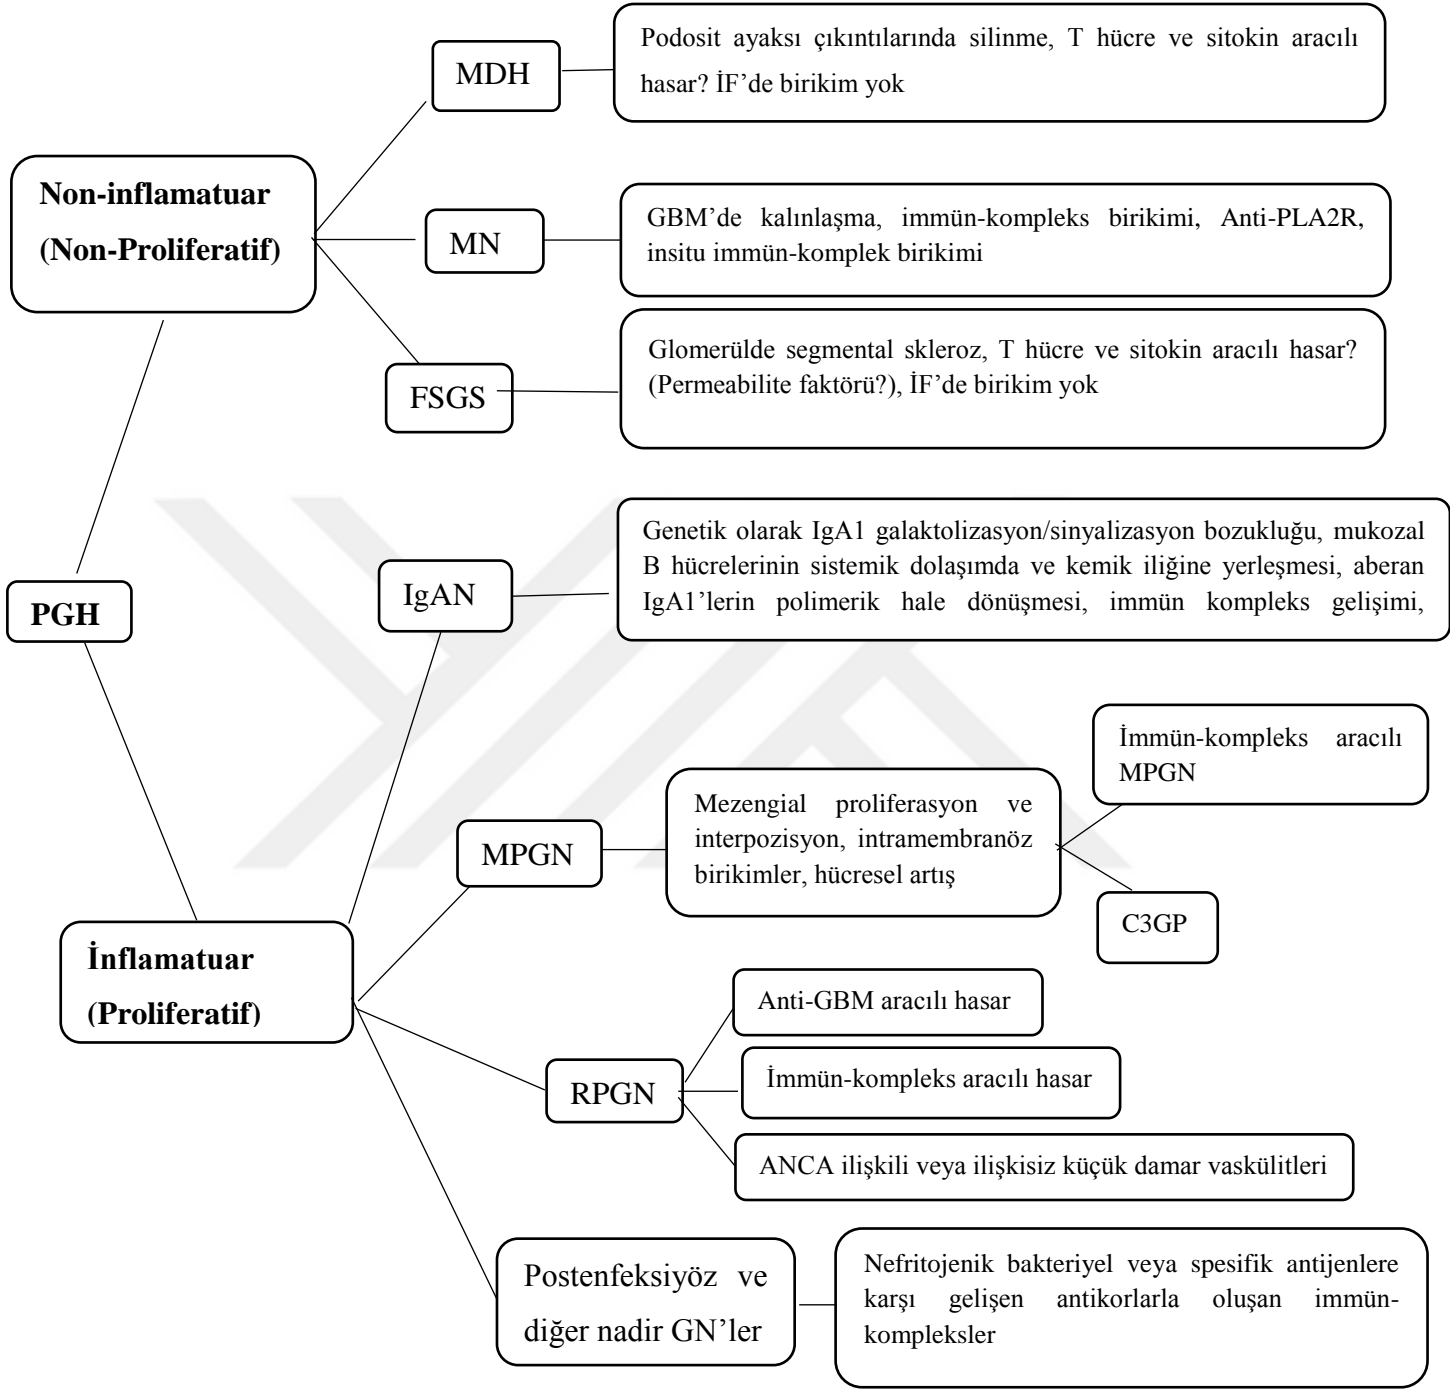 MDH
Podosit ayaksı çıkıntılarında silinme, T hücre ve sitokin aracılı
hasar? İF’de birikim yok
Non-inflamatuar
(Non-Proliferatif)
MN
GBM’de kalınlaşma, immün-kompleks birikimi, Anti-PLA2R,
insitu immün-komplek birikimi
FSGS
Glomerülde segmental skleroz, T hücre ve sitokin aracılı hasar?
(Permeabilite faktörü?), İF’de birikim yok
PGH
IgAN
Genetik olarak IgA1 galaktolizasyon/sinyalizasyon bozukluğu, mukozal
B hücrelerinin sistemik dolaşımda ve kemik iliğine yerleşmesi, aberan
IgA1’lerin polimerik hale dönüşmesi, immün kompleks gelişimi,
MPGN
Mezengial proliferasyon ve
interpozisyon, intramembranöz
birikimler, hücresel artış
İmmün-kompleks aracılı
MPGN
C3GP
İnflamatuar
(Proliferatif)
RPGN
Anti-GBM aracılı hasar
İmmün-kompleks aracılı hasar
ANCA ilişkili veya ilişkisiz küçük damar vaskülitleri
Postenfeksiyöz ve
diğer nadir GN’ler
Nefritojenik bakteriyel veya spesifik antijenlere
karşı gelişen antikorlarla oluşan immün-
kompleksler